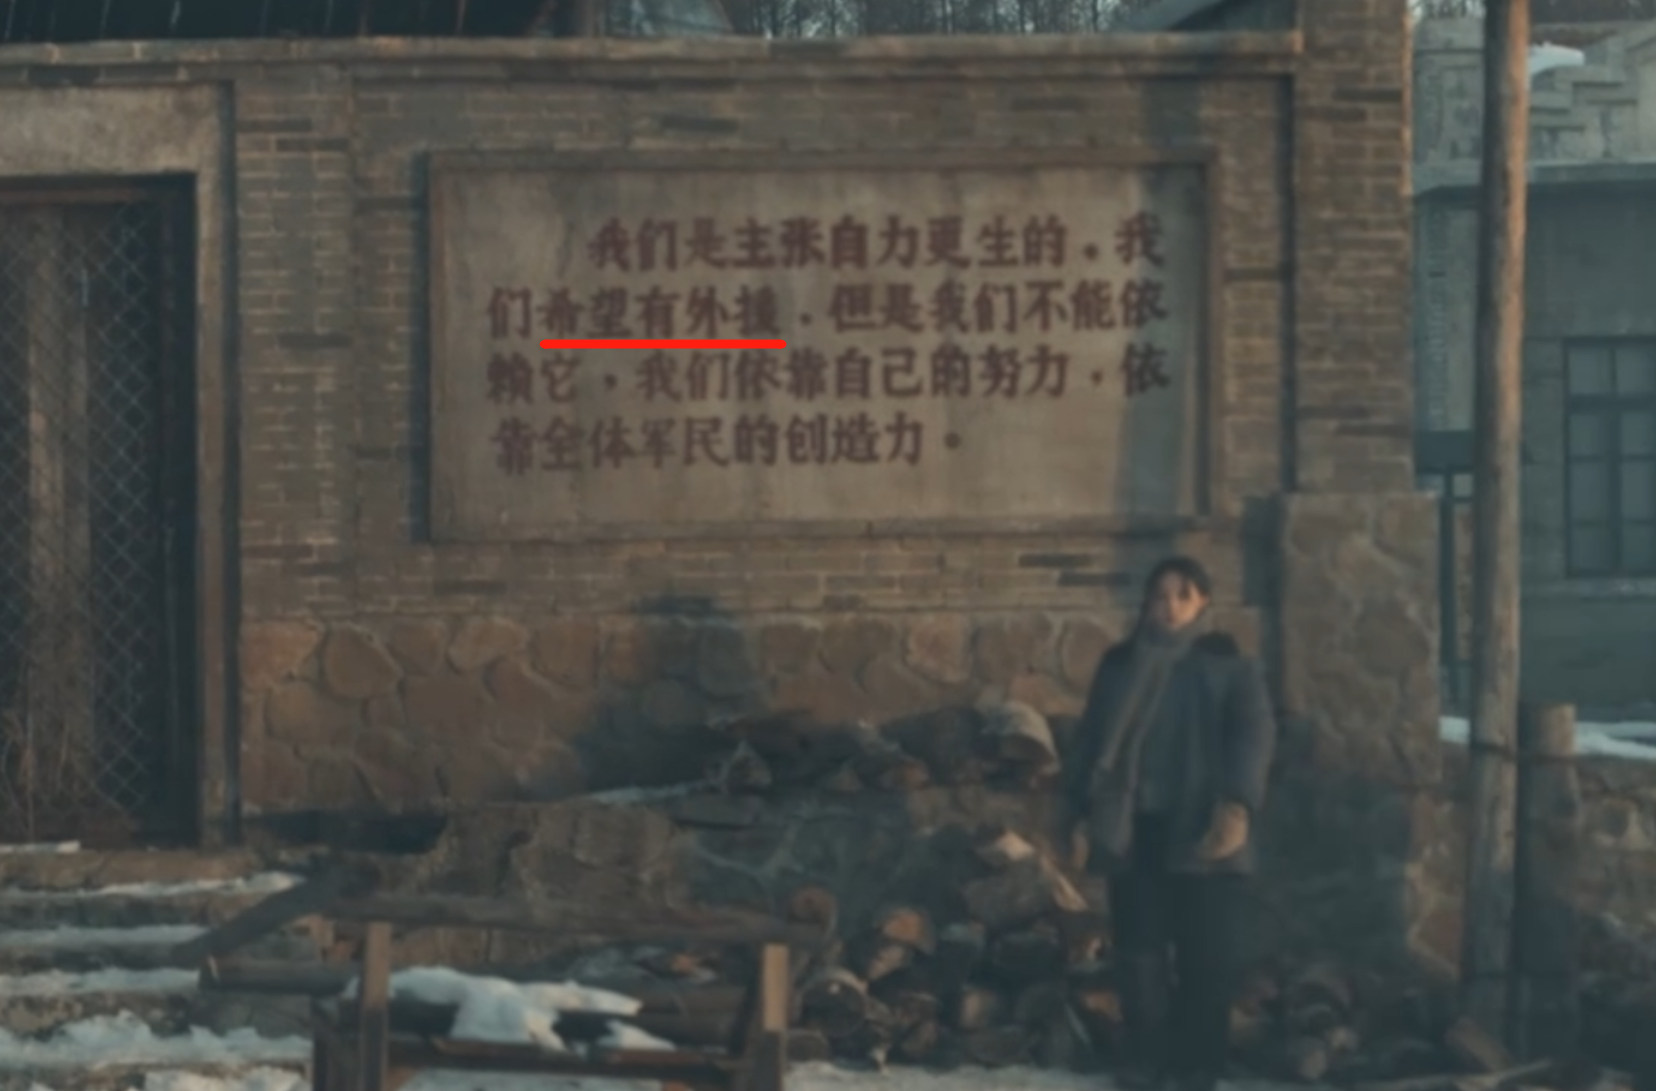 我们是主张自力更生的。我
们希望有外援，但是我们不能依
赖它，我们依靠自己的努力，依
靠全体军民的创造力。